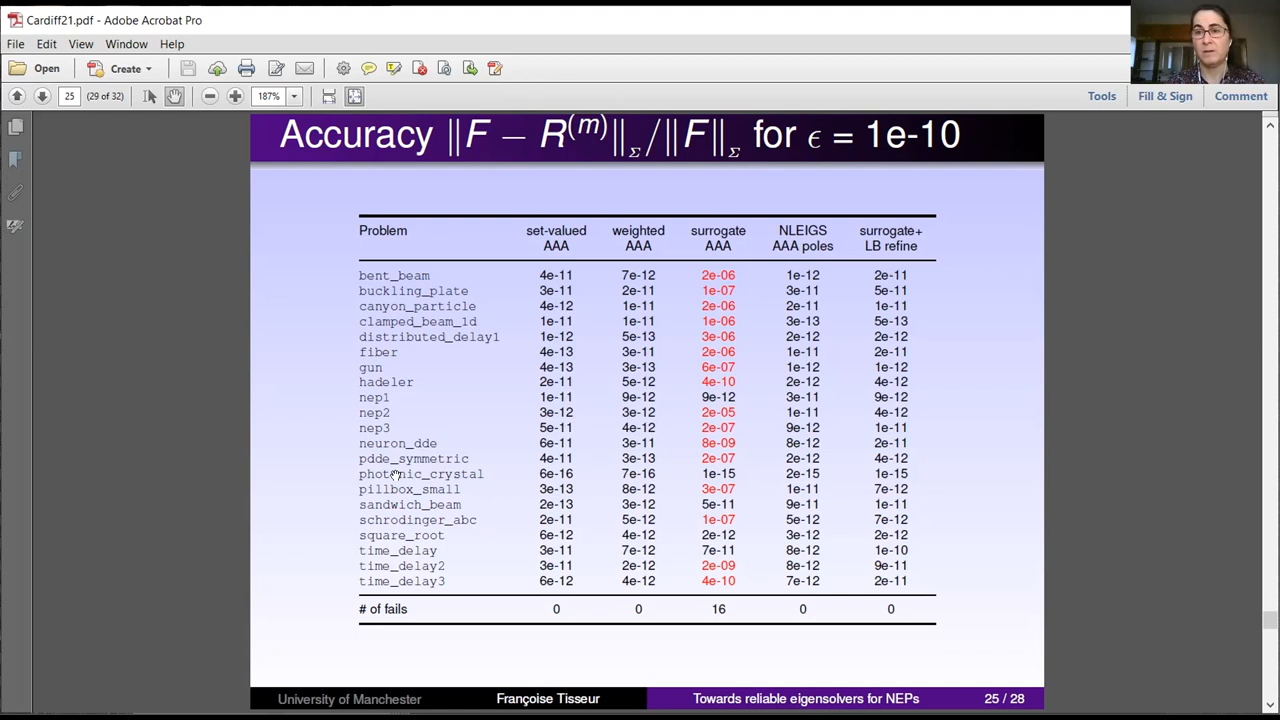 Cardiff21.pdf - Adobe Acrobat Pro
File Edit View Window Help
Open Create
25 (29 of 32) 187% Tools Fill & Sign Comment
Accuracy ‖F − R^(m)‖_Σ/‖F‖_Σ for ϵ = 1e-10
Problem set-valued AAA weighted AAA surrogate AAA NLEIGS AAA poles surrogate+ LB refine
bent_beam 4e-11 7e-12 2e-06 1e-12 2e-11
buckling_plate 3e-11 2e-11 1e-07 3e-11 5e-11
canyon_particle 4e-12 1e-11 2e-06 2e-11 1e-11
clamped_beam_1d 1e-11 1e-11 1e-06 3e-13 5e-13
distributed_delay1 1e-12 5e-13 3e-06 2e-12 2e-12
fiber 4e-13 3e-11 2e-06 1e-11 2e-11
gun 4e-13 3e-13 6e-07 1e-12 1e-12
hadeler 2e-11 5e-12 4e-10 2e-12 4e-12
nep1 1e-11 9e-12 9e-12 3e-11 9e-12
nep2 3e-12 3e-12 2e-05 1e-11 4e-12
nep3 5e-11 4e-12 2e-07 9e-12 1e-11
neuron_dde 6e-11 3e-11 8e-09 8e-12 2e-11
pdde_symmetric 4e-11 3e-13 2e-07 2e-12 4e-12
photonic_crystal 6e-16 7e-16 1e-15 2e-15 1e-15
pillbox_small 3e-13 8e-12 3e-07 1e-11 7e-12
sandwich_beam 2e-13 3e-12 5e-11 9e-11 1e-11
schrodinger_abc 2e-11 5e-12 1e-07 5e-12 7e-12
square_root 6e-12 4e-12 2e-12 3e-12 2e-12
time_delay 3e-11 7e-12 7e-11 8e-12 1e-10
time_delay2 3e-11 2e-12 2e-09 8e-12 9e-11
time_delay3 6e-12 4e-12 4e-10 7e-12 2e-11
# of fails 0 0 16 0 0
University of Manchester Françoise Tisseur Towards reliable eigensolvers for NEPs 25 / 28